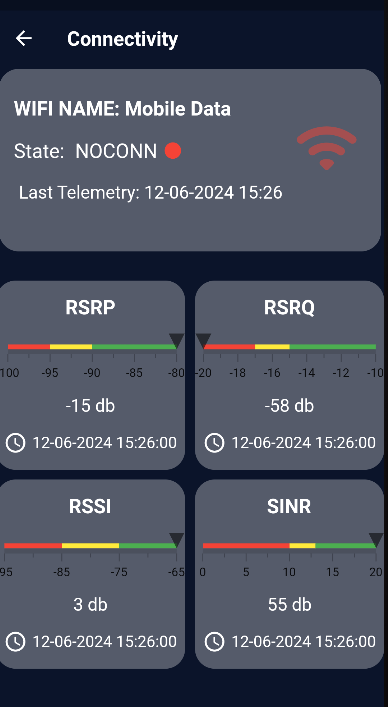 Connectivity
WIFI NAME: Mobile Data
State: NOCONN
Last Telemetry: 12-06-2024 15:26
RSRP
100 -95 -90 -85 -80
-15 db
12-06-2024 15:26:00
RSRQ
-20 -18 -16 -14 -12 -10
-58 db
12-06-2024 15:26:00
RSSI
95 -85 -75 -65
3 db
12-06-2024 15:26:00
SINR
0 5 10 15 20
55 db
12-06-2024 15:26:00